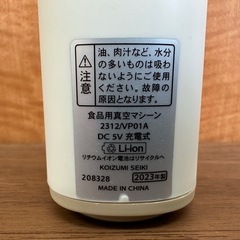 注意
油、肉汁など、水分
の多いものは吸わ
ないようにご使用
ください。故障の
原因となります。
食品用真空マシーン
2312/VP01A
DC 5V 充電式
Li-ion
リチウムイオン電池はリサイクルへ
KOIZUMI SEIKI
208328 2023年製
MADE IN CHINA